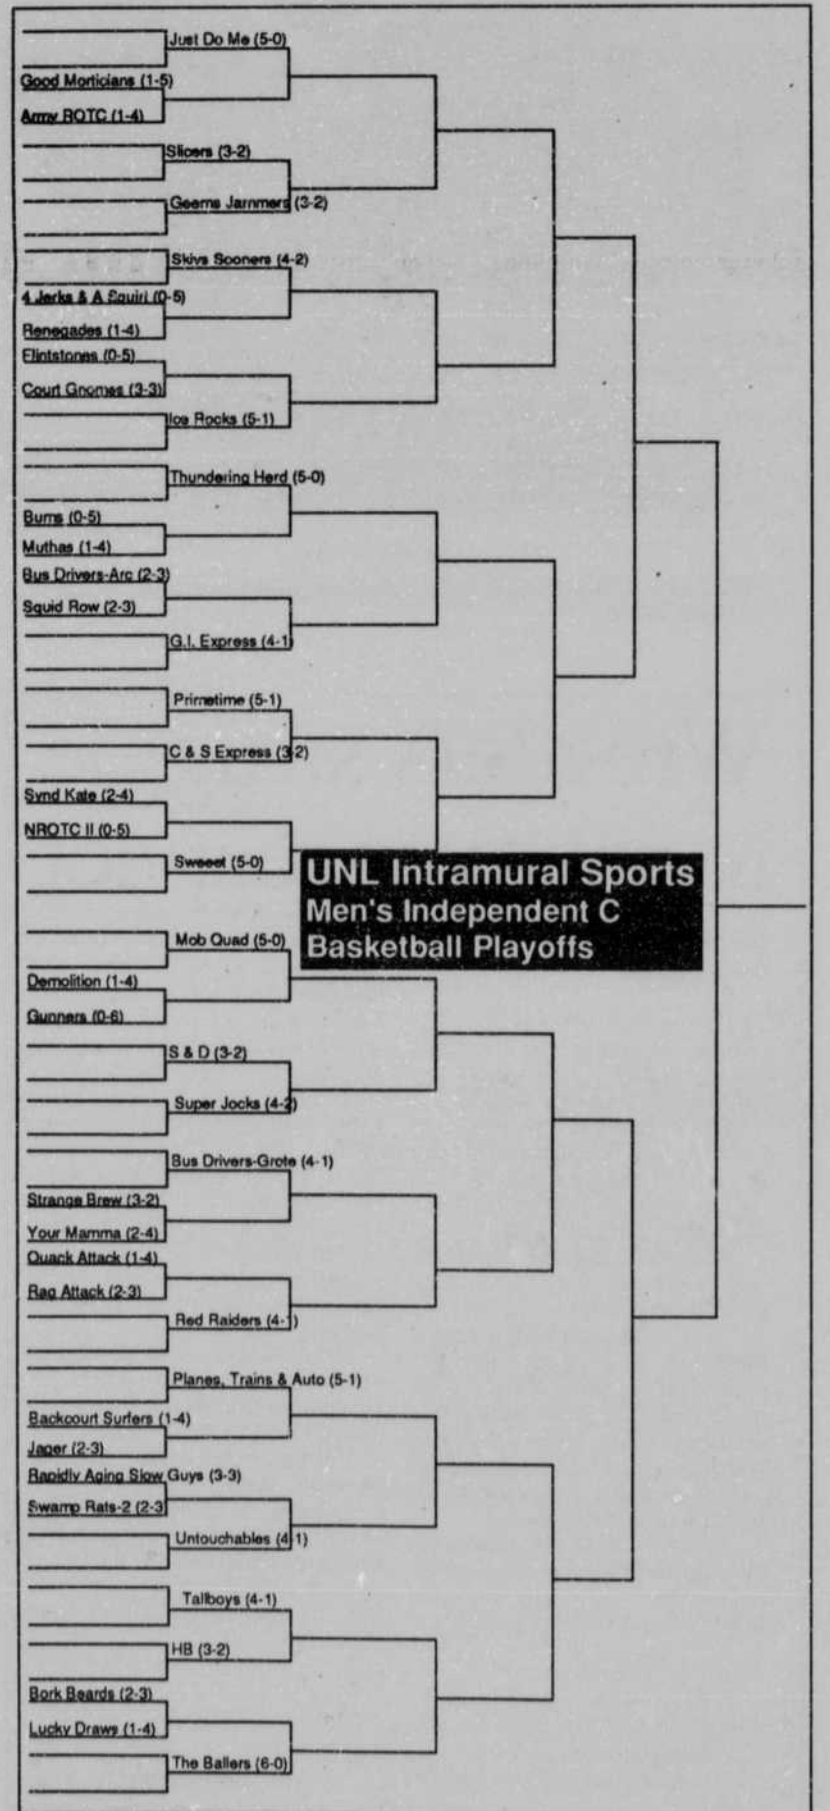 Just Do Me (5-0)
Good Morticians (1-5)
Army ROTC (1-4)
Slicers (3-2)
Geems Jammers (3-2)
Skivs Sooners (4-2)
4 Jerks & A Squirl (0-5)
Renegades (1-4)
Flintstones (0-5)
Court Gnomes (3-3)
Ice Rocks (5-1)
Thundering Herd (5-0)
Bums (0-5)
Muthas (1-4)
Bus Drivers-Arc (2-3)
Squid Row (2-3)
G.I. Express (4-1)
Primetime (5-1)
C & S Express (3-2)
Synd Kate (2-4)
NROTC II (0-5)
Sweeet (5-0)
UNL Intramural Sports
Men's Independent C
Basketball Playoffs
Mob Quad (5-0)
Demolition (1-4)
Gunners (0-6)
S & D (3-2)
Super Jocks (4-2)
Bus Drivers-Grote (4-1)
Strange Brew (3-2)
Your Mamma (2-4)
Quack Attack (1-4)
Rag Attack (2-3)
Red Raiders (4-1)
Planes, Trains & Auto (5-1)
Backcourt Surfers (1-4)
Jager (2-3)
Rapidly Aging Slow Guys (3-3)
Swamp Rats-2 (2-3
Untouchables (4-1)
Tallboys (4-1)
HB (3-2)
Bork Beards (2-3)
Lucky Draws (1-4)
The Ballers (6-0)